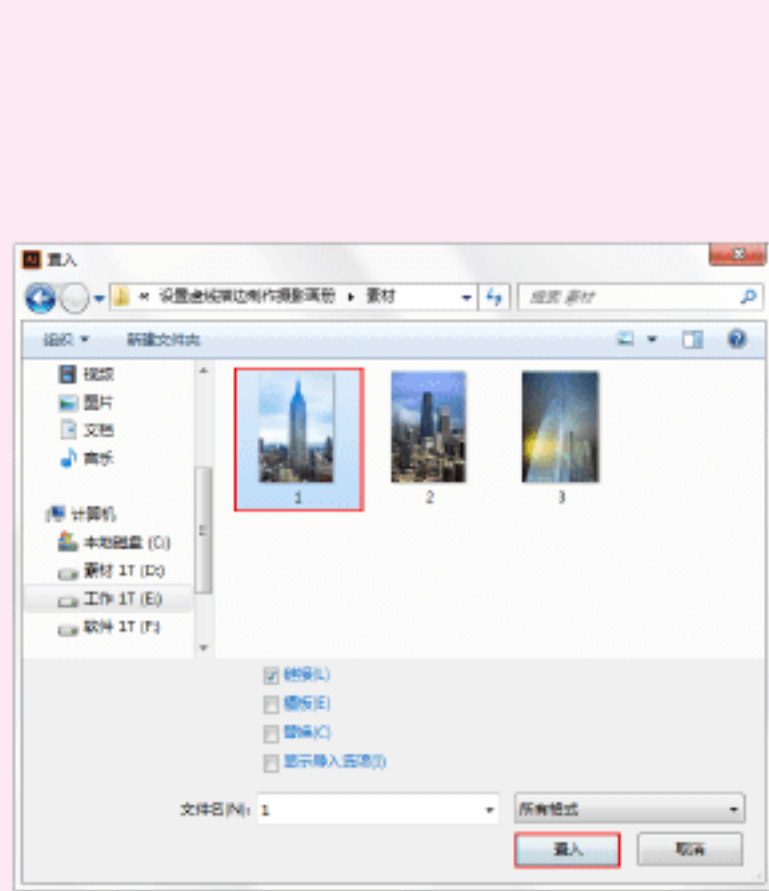 Ai 置入
« 设置虚线描边制作摄影画册 ▸ 素材
搜索 素材
组织 新建文件夹
视频
图片
文档
音乐
计算机
本地磁盘 (C:)
素材 1T (D:)
工作 1T (E:)
软件 1T (F:)
1 2 3
链接(L)
模板(E)
替换(C)
显示导入选项(I)
文件名(N): 1 所有格式
置入 取消